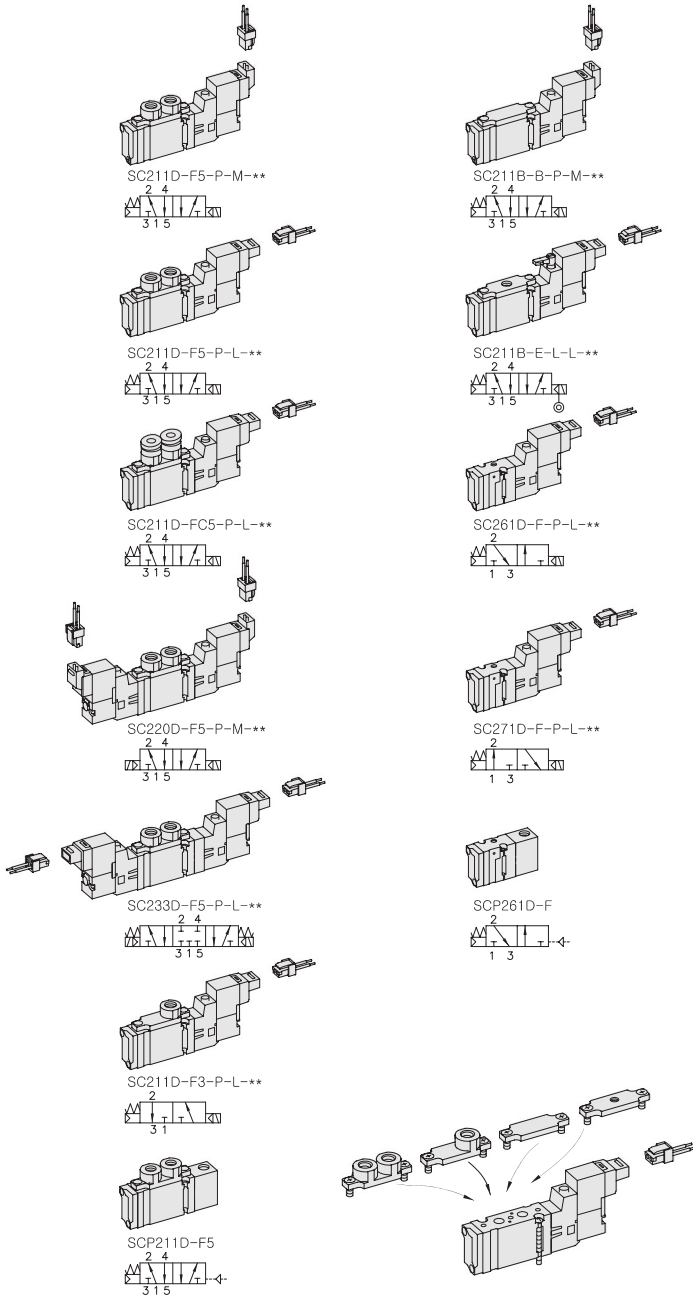 SC211D-F5-P-M-**
2 4
3 1 5
SC211D-F5-P-L-**
2 4
3 1 5
SC211D-FC5-P-L-**
2 4
3 1 5
SC220D-F5-P-M-**
2 4
3 1 5
SC233D-F5-P-L-**
2 4
3 1 5
SC211D-F3-P-L-**
2
3 1
SCP211D-F5
2 4
3 1 5
SC211B-B-P-M-**
2 4
3 1 5
SC211B-E-L-L-**
2 4
3 1 5
SC261D-F-P-L-**
2
1 3
SC271D-F-P-L-**
2
1 3
SCP261D-F
2
1 3